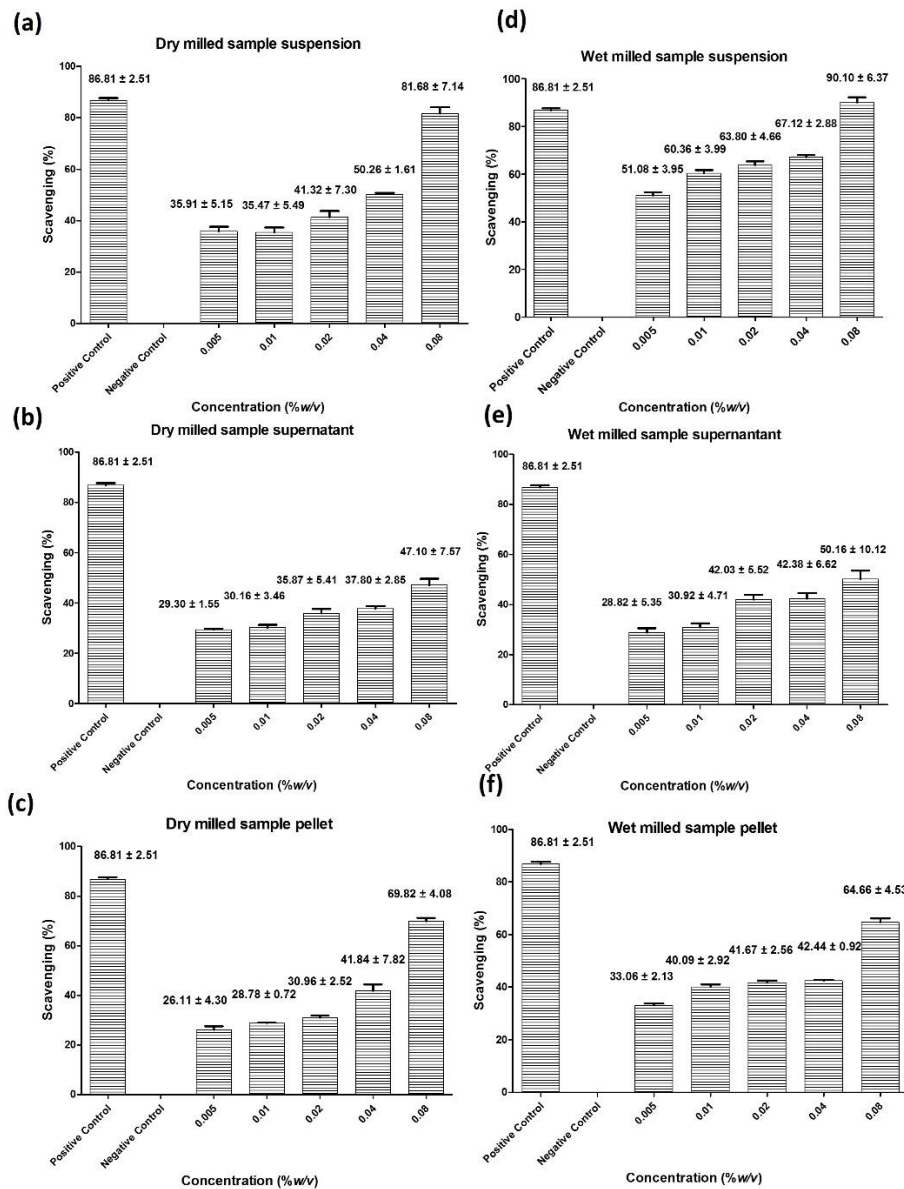 (a)
Dry milled sample suspension
86.81 ± 2.51
35.91 ± 5.15
35.47 ± 5.49
41.32 ± 7.30
50.26 ± 1.61
81.68 ± 7.14
Scavenging (%)
100
80
60
40
20
0
Positive Control
Negative Control
0.005
0.01
0.02
0.04
0.08
Concentration (%w/v)
(b)
Dry milled sample supernatant
86.81 ± 2.51
29.30 ± 1.55
30.16 ± 3.46
35.87 ± 5.41
37.80 ± 2.85
47.10 ± 7.57
Scavenging (%)
100
80
60
40
20
0
Positive Control
Negative Control
0.005
0.01
0.02
0.04
0.08
Concentration (%w/v)
(c)
Dry milled sample pellet
86.81 ± 2.51
26.11 ± 4.30
28.78 ± 0.72
30.96 ± 2.52
41.84 ± 7.82
69.82 ± 4.08
Scavenging (%)
100
80
60
40
20
0
Positive Control
Negative Control
0.005
0.01
0.02
0.04
0.08
Concentration (%w/v)
(d)
Wet milled sample suspension
86.81 ± 2.51
51.08 ± 3.95
60.36 ± 3.99
63.80 ± 4.66
67.12 ± 2.88
90.10 ± 6.37
Scavenging (%)
100
80
60
40
20
0
Positive Control
Negative Control
0.005
0.01
0.02
0.04
0.08
Concentration (%w/v)
(e)
Wet milled sample supernantant
86.81 ± 2.51
28.82 ± 5.35
30.92 ± 4.71
42.03 ± 5.52
42.38 ± 6.62
50.16 ± 10.12
Scavenging (%)
100
80
60
40
20
0
Positive Control
Negative Control
0.005
0.01
0.02
0.04
0.08
Concentration (%w/v)
(f)
Wet milled sample pellet
86.81 ± 2.51
33.06 ± 2.13
40.09 ± 2.92
41.67 ± 2.56
42.44 ± 0.92
64.66 ± 4.53
Scavenging (%)
100
80
60
40
20
0
Positive Control
Negative Control
0.005
0.01
0.02
0.04
0.08
Concentration (%w/v)